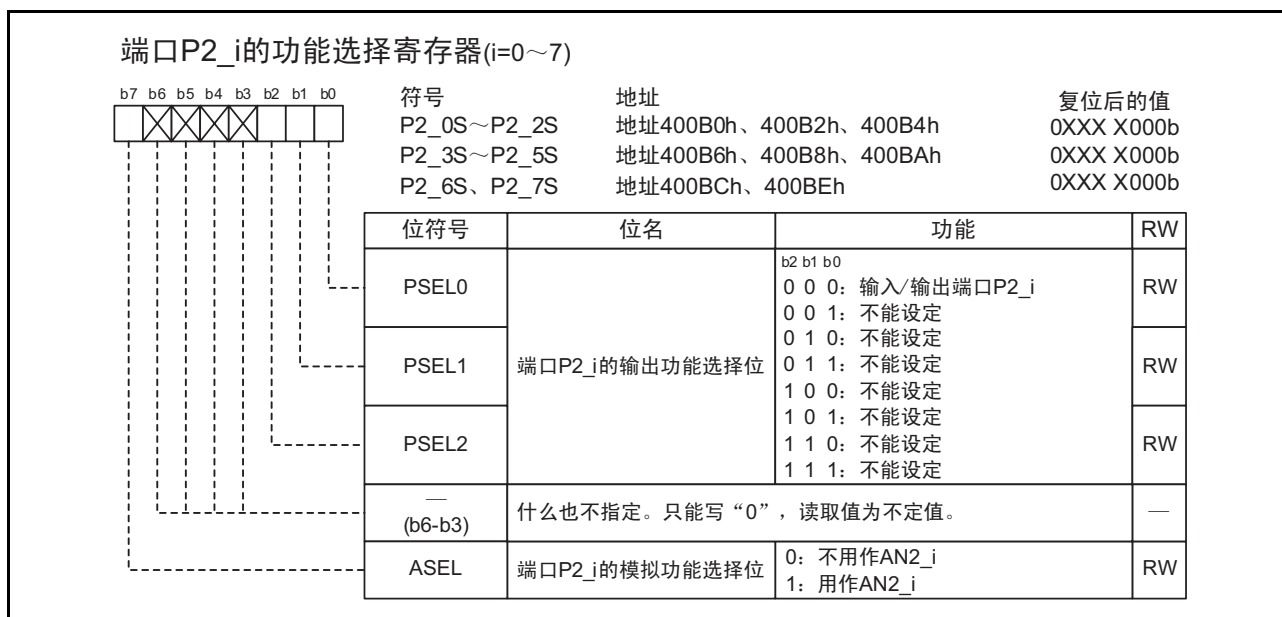 端口P2_i的功能选择寄存器(i=0～7)
b7 b6 b5 b4 b3 b2 b1 b0
符号 地址 复位后的值
P2_0S～P2_2S 地址400B0h、400B2h、400B4h 0XXX X000b
P2_3S～P2_5S 地址400B6h、400B8h、400BAh 0XXX X000b
P2_6S、P2_7S 地址400BCh、400BEh 0XXX X000b
位符号 位名 功能 RW
PSEL0 RW
PSEL1 端口P2_i的输出功能选择位 RW
PSEL2 RW
b2 b1 b0
0 0 0：输入/输出端口P2_i
0 0 1：不能设定
0 1 0：不能设定
0 1 1：不能设定
1 0 0：不能设定
1 0 1：不能设定
1 1 0：不能设定
1 1 1：不能设定
—
(b6-b3) 什么也不指定。只能写“0”，读取值为不定值。 —
ASEL 端口P2_i的模拟功能选择位 RW
0：不用作AN2_i
1：用作AN2_i